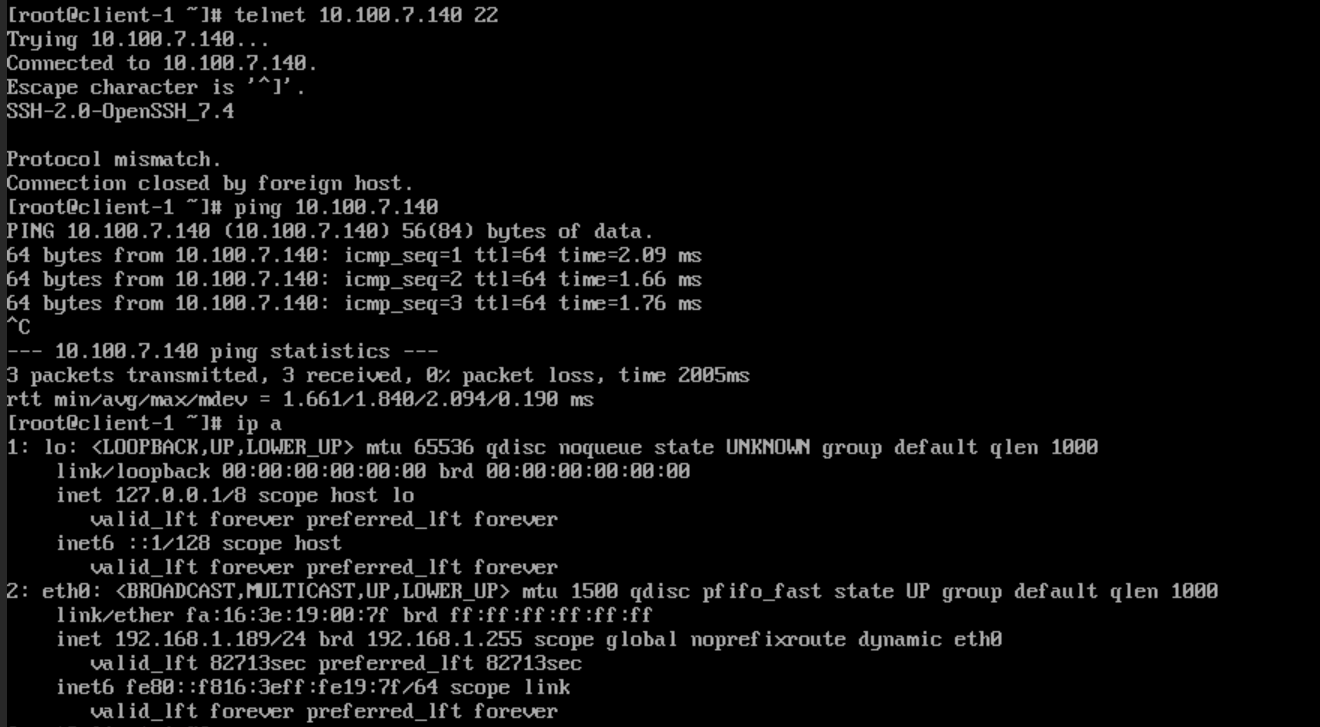 [root@client-1 ~]# telnet 10.100.7.140 22
Trying 10.100.7.140...
Connected to 10.100.7.140.
Escape character is '^]'.
SSH-2.0-OpenSSH_7.4
Protocol mismatch.
Connection closed by foreign host.
[root@client-1 ~]# ping 10.100.7.140
PING 10.100.7.140 (10.100.7.140) 56(84) bytes of data.
64 bytes from 10.100.7.140: icmp_seq=1 ttl=64 time=2.09 ms
64 bytes from 10.100.7.140: icmp_seq=2 ttl=64 time=1.66 ms
64 bytes from 10.100.7.140: icmp_seq=3 ttl=64 time=1.76 ms
^C
--- 10.100.7.140 ping statistics ---
3 packets transmitted, 3 received, 0% packet loss, time 2005ms
rtt min/avg/max/mdev = 1.661/1.840/2.094/0.190 ms
[root@client-1 ~]# ip a
1: lo: <LOOPBACK,UP,LOWER_UP> mtu 65536 qdisc noqueue state UNKNOWN group default qlen 1000
    link/loopback 00:00:00:00:00:00 brd 00:00:00:00:00:00
    inet 127.0.0.1/8 scope host lo
       valid_lft forever preferred_lft forever
    inet6 ::1/128 scope host
       valid_lft forever preferred_lft forever
2: eth0: <BROADCAST,MULTICAST,UP,LOWER_UP> mtu 1500 qdisc pfifo_fast state UP group default qlen 1000
    link/ether fa:16:3e:19:00:7f brd ff:ff:ff:ff:ff:ff
    inet 192.168.1.189/24 brd 192.168.1.255 scope global noprefixroute dynamic eth0
       valid_lft 82713sec preferred_lft 82713sec
    inet6 fe80::f816:3eff:fe19:7f/64 scope link
       valid_lft forever preferred_lft forever